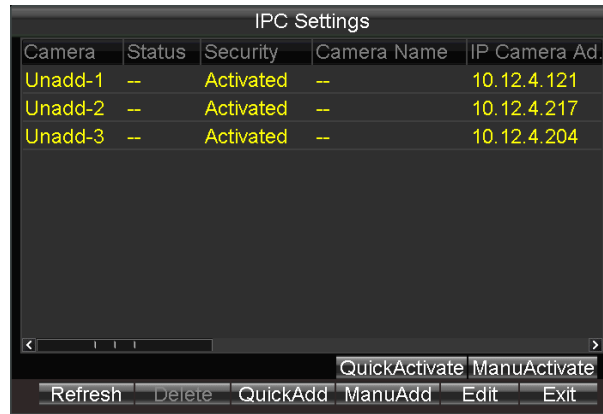 IPC Settings
Camera Status Security Camera Name IP Camera Ad.
Unadd-1 -- Activated -- 10.12.4.121
Unadd-2 -- Activated -- 10.12.4.217
Unadd-3 -- Activated -- 10.12.4.204
QuickActivate ManuActivate
Refresh Delete QuickAdd ManuAdd Edit Exit